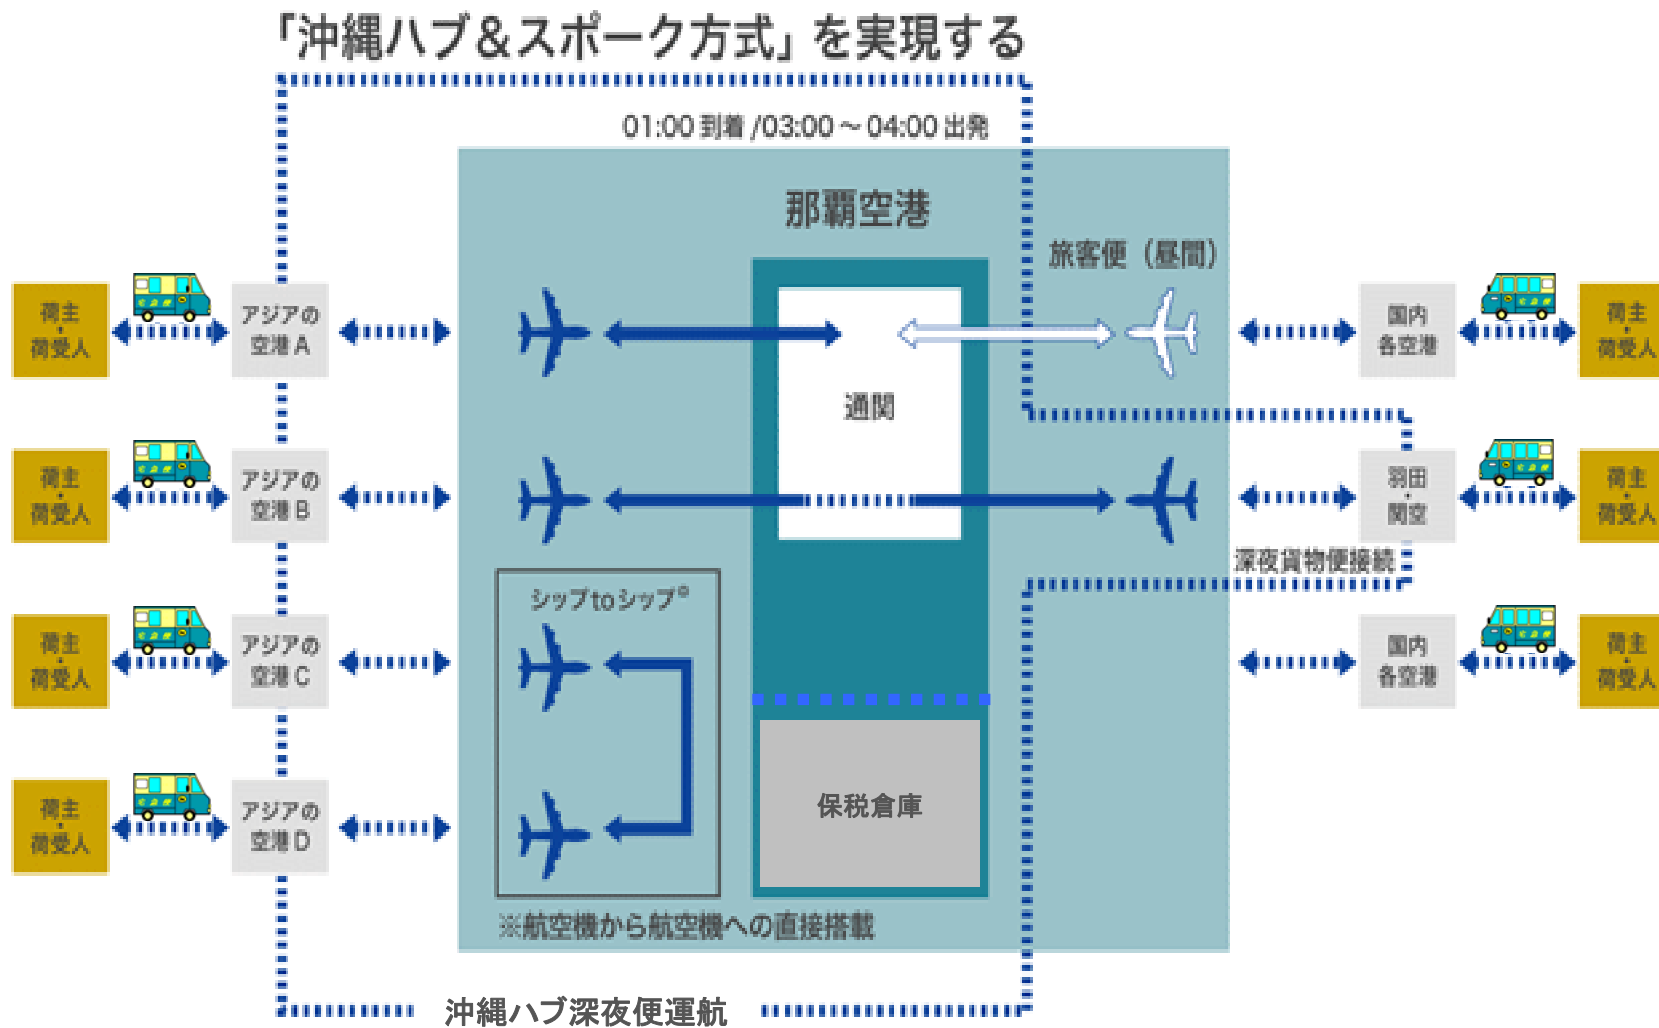 「沖縄ハブ＆スポーク方式」を実現する
01:00 到着 /03:00 ～ 04:00 出発
那覇空港
旅客便（昼間）
荷主
・
荷受人
アジアの
空港 A
通関
国内
各空港
荷主
・
荷受人
荷主
・
荷受人
アジアの
空港 B
羽田
・
関空
荷主
・
荷受人
深夜貨物便接続
シップtoシップ※
荷主
・
荷受人
アジアの
空港 C
国内
各空港
荷主
・
荷受人
荷主
・
荷受人
アジアの
空港 D
保税倉庫
※航空機から航空機への直接搭載
沖縄ハブ深夜便運航